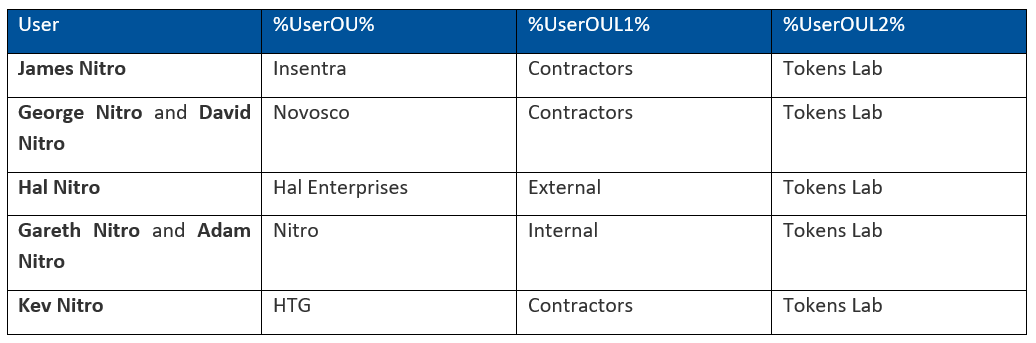 User %UserOU% %UserOUL1% %UserOUL2%
James Nitro Insentra Contractors Tokens Lab
George Nitro and David Novosco Contractors Tokens Lab
Nitro
Hal Nitro Hal Enterprises External Tokens Lab
Gareth Nitro and Adam Nitro Internal Tokens Lab
Nitro
Kev Nitro HTG Contractors Tokens Lab